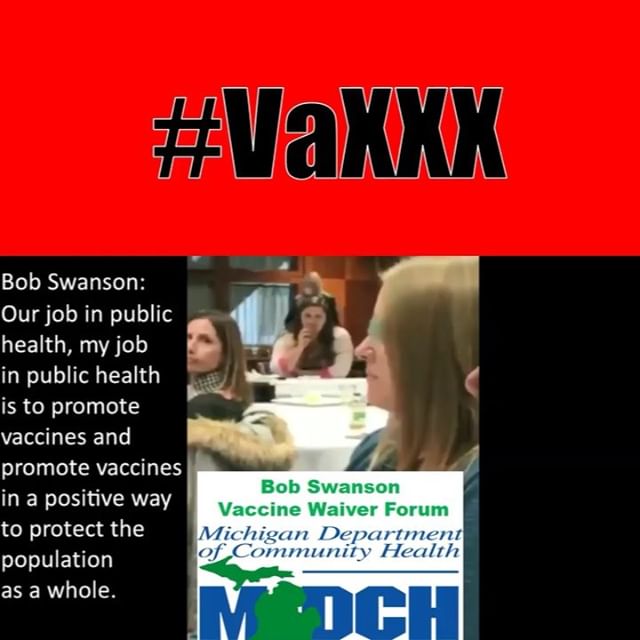 #VaXXX
Bob Swanson:
Our job in public
health, my job
in public health
is to promote
vaccines and
promote vaccines
in a positive way
to protect the
population
as a whole.
Bob Swanson
Vaccine Waiver Forum
Michigan Department
of Community Health
MDCH